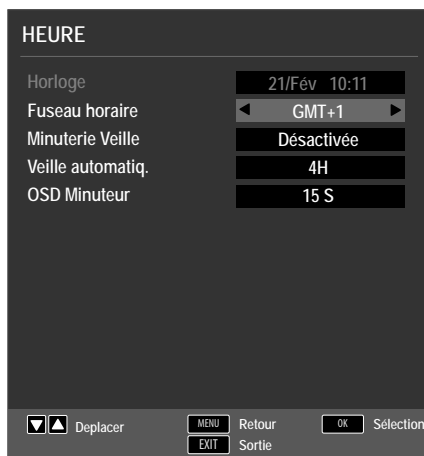 HEURE
Horloge 21/Fév 10:11
Fuseau horaire GMT+1
Minuterie Veille Désactivée
Veille automatiq. 4H
OSD Minuteur 15 S
Deplacer MENU Retour OK Sélection
EXIT Sortie